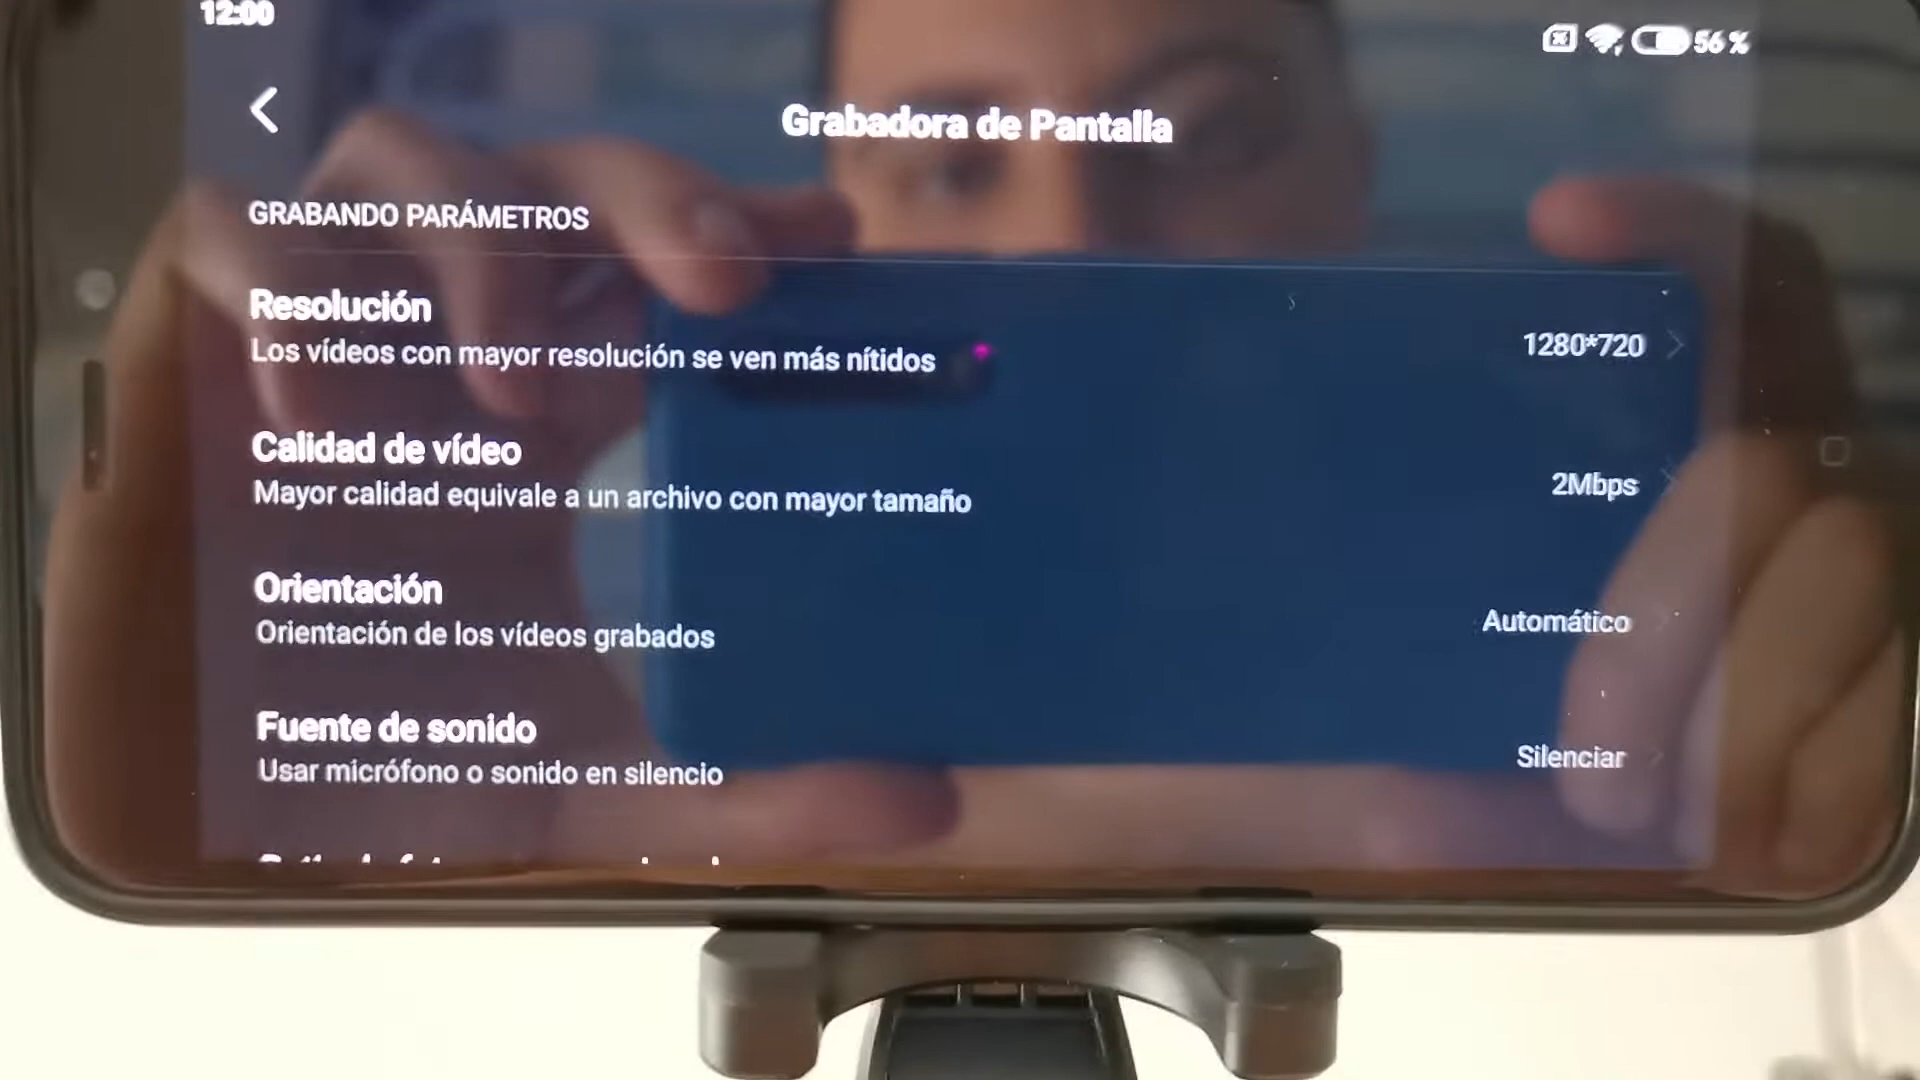 12:00
56 %
Grabadora de Pantalla
GRABANDO PARÁMETROS
Resolución
Los vídeos con mayor resolución se ven más nítidos
1280*720
Calidad de vídeo
Mayor calidad equivale a un archivo con mayor tamaño
2Mbps
Orientación
Orientación de los vídeos grabados
Automático
Fuente de sonido
Usar micrófono o sonido en silencio
Silenciar